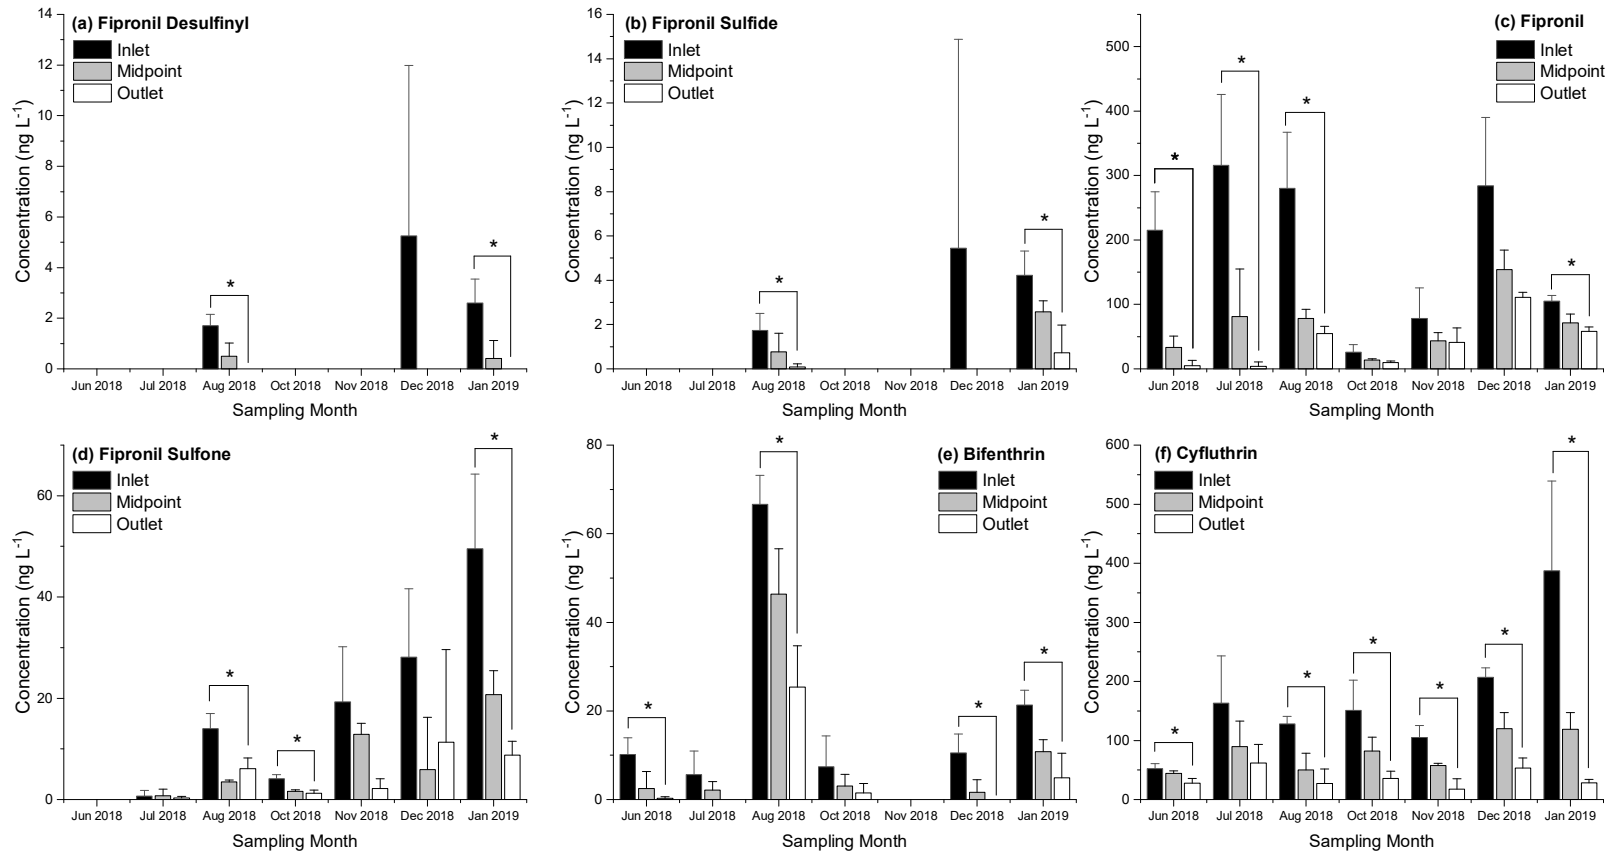 (a) Fipronil Desulfinyl
Inlet
Midpoint
Outlet
14
12
10
8
6
4
2
0
Concentration (ng L-1)
Jun 2018 Jul 2018 Aug 2018 Oct 2018 Nov 2018 Dec 2018 Jan 2019
Sampling Month
* *
(b) Fipronil Sulfide
Inlet
Midpoint
Outlet
16
14
12
10
8
6
4
2
0
Concentration (ng L-1)
Jun 2018 Jul 2018 Aug 2018 Oct 2018 Nov 2018 Dec 2018 Jan 2019
Sampling Month
* *
(c) Fipronil
Inlet
Midpoint
Outlet
500
400
300
200
100
0
Concentration (ng L-1)
Jun 2018 Jul 2018 Aug 2018 Oct 2018 Nov 2018 Dec 2018 Jan 2019
Sampling Month
* * * *
(d) Fipronil Sulfone
Inlet
Midpoint
Outlet
60
40
20
0
Concentration (ng L-1)
Jun 2018 Jul 2018 Aug 2018 Oct 2018 Nov 2018 Dec 2018 Jan 2019
Sampling Month
* * *
(e) Bifenthrin
Inlet
Midpoint
Outlet
80
60
40
20
0
Concentration (ng L-1)
Jun 2018 Jul 2018 Aug 2018 Oct 2018 Nov 2018 Dec 2018 Jan 2019
Sampling Month
* * * *
(f) Cyfluthrin
Inlet
Midpoint
Outlet
600
500
400
300
200
100
0
Concentration (ng L-1)
Jun 2018 Jul 2018 Aug 2018 Oct 2018 Nov 2018 Dec 2018 Jan 2019
Sampling Month
* * * * * *